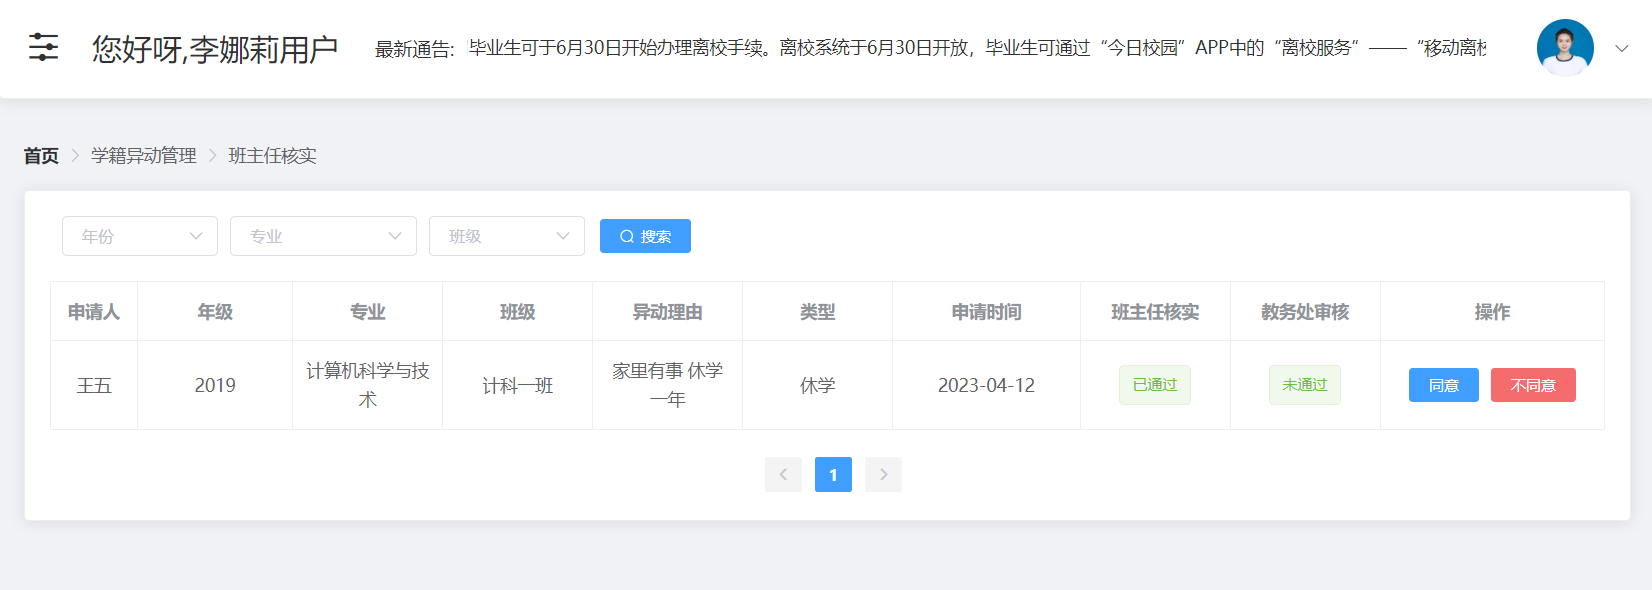 您好呀,李娜莉用户
最新通告: 毕业生可于6月30日开始办理离校手续。离校系统于6月30日开放，毕业生可通过“今日校园”APP中的“离校服务”——“移动离校
首页 > 学籍异动管理 > 班主任核实
年份 专业 班级 搜索
申请人 年级 专业 班级 异动理由 类型 申请时间 班主任核实 教务处审核 操作
王五 2019 计算机科学与技 计科一班 家里有事 休学 休学 2023-04-12 已通过 未通过 同意 不同意
术 一年
1